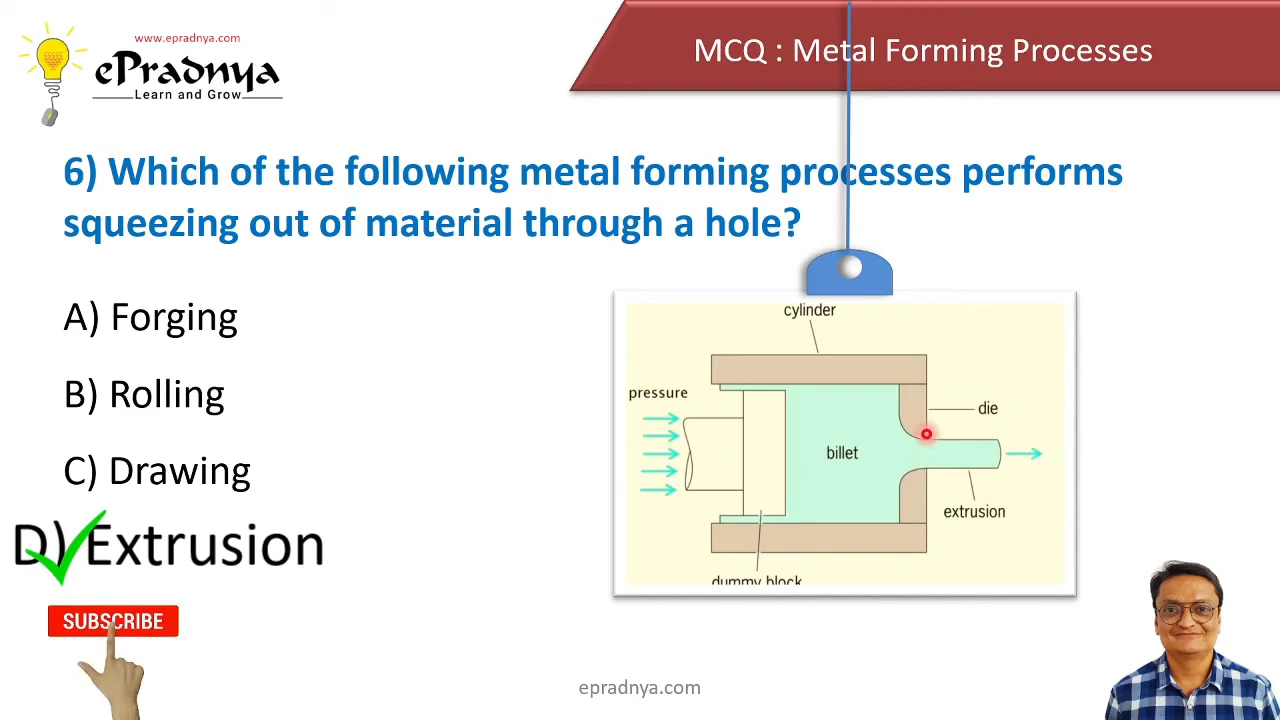 www.epradnya.com
ePradnya
Learn and Grow
MCQ : Metal Forming Processes
6) Which of the following metal forming processes performs
squeezing out of material through a hole?
A) Forging
B) Rolling
C) Drawing
D) Extrusion
cylinder
pressure
die
billet
extrusion
dummy block
SUBSCRIBE
epradnya.com